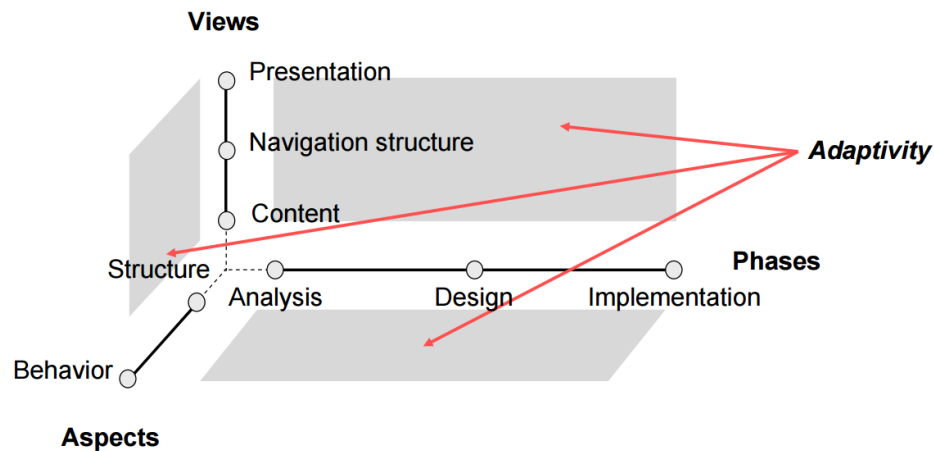 Views
Presentation
Navigation structure
Adaptivity
Content
Structure
Phases
Analysis
Design
Implementation
Behavior
Aspects